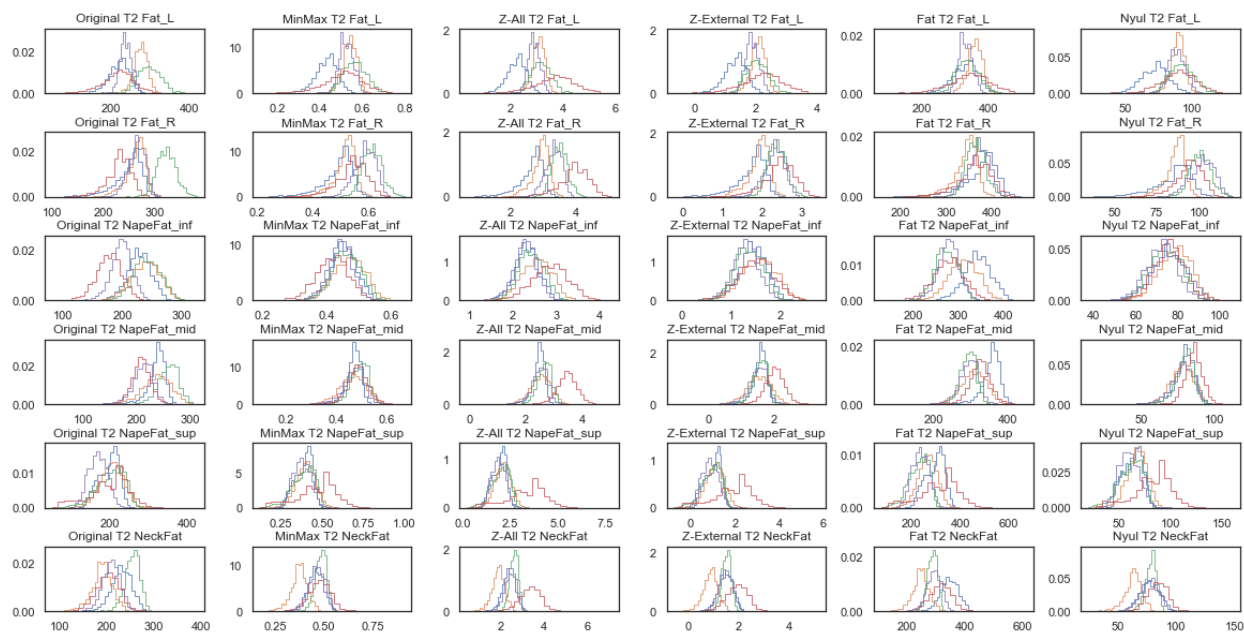 Original T2 Fat_L MinMax T2 Fat_L Z-All T2 Fat_L Z-External T2 Fat_L Fat T2 Fat_L Nyul T2 Fat_L
0.02 10 2 2 0.02 0.05
0.00 0 0 0 0.00 0.00
200 400 0.2 0.4 0.6 0.8 2 4 6 0 2 4 200 400 50 100
Original T2 Fat_R MinMax T2 Fat_R Z-All T2 Fat_R Z-External T2 Fat_R Fat T2 Fat_R Nyul T2 Fat_R
0.02 10 2 2 0.02 0.05
0.00 0 0 0 0.00 0.00
100 200 300 0.2 0.4 0.6 2 4 0 1 2 3 200 300 400 50 75 100
Original T2 NapeFat_inf MinMax T2 NapeFat_inf Z-All T2 NapeFat_inf Z-External T2 NapeFat_inf Fat T2 NapeFat_inf Nyul T2 NapeFat_inf
0.02 10 1 1 0.01 0.05
0.00 0 0 0 0.00 0.00
100 200 300 0.2 0.4 0.6 1 2 3 4 0 1 2 200 300 400 40 60 80 100
Original T2 NapeFat_mid MinMax T2 NapeFat_mid Z-All T2 NapeFat_mid Z-External T2 NapeFat_mid Fat T2 NapeFat_mid Nyul T2 NapeFat_mid
0.02 10 2 2 0.02 0.05
0.00 0 0 0 0.00 0.00
100 200 300 0.2 0.4 0.6 2 4 0 2 200 400 50 100
Original T2 NapeFat_sup MinMax T2 NapeFat_sup Z-All T2 NapeFat_sup Z-External T2 NapeFat_sup Fat T2 NapeFat_sup Nyul T2 NapeFat_sup
0.01 5 1 1 0.01 0.025
0.00 0 0 0 0.00 0.000
200 400 0.25 0.50 0.75 1.00 0.0 2.5 5.0 7.5 0 2 4 6 200 400 600 50 100 150
Original T2 NeckFat MinMax T2 NeckFat Z-All T2 NeckFat Z-External T2 NeckFat Fat T2 NeckFat Nyul T2 NeckFat
0.02 10 2 2 0.02 0.05
0.00 0 0 0 0.00 0.00
100 200 300 400 0.25 0.50 0.75 2 4 6 0 2 4 200 400 600 50 100 150